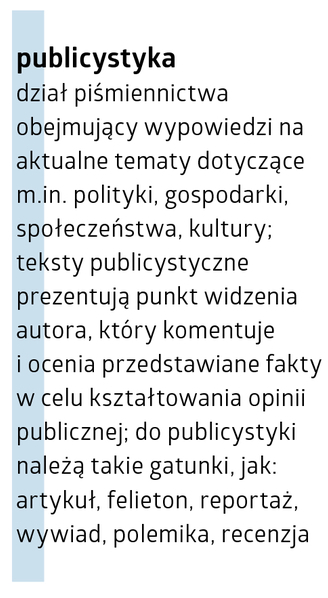 publicystyka
dział piśmiennictwa
obejmujący wypowiedzi na
aktualne tematy dotyczące
m.in. polityki, gospodarki,
społeczeństwa, kultury;
teksty publicystyczne
prezentują punkt widzenia
autora, który komentuje
i ocenia przedstawiane fakty
w celu kształtowania opinii
publicznej; do publicystyki
należą takie gatunki, jak:
artykuł, felieton, reportaż,
wywiad, polemika, recenzja